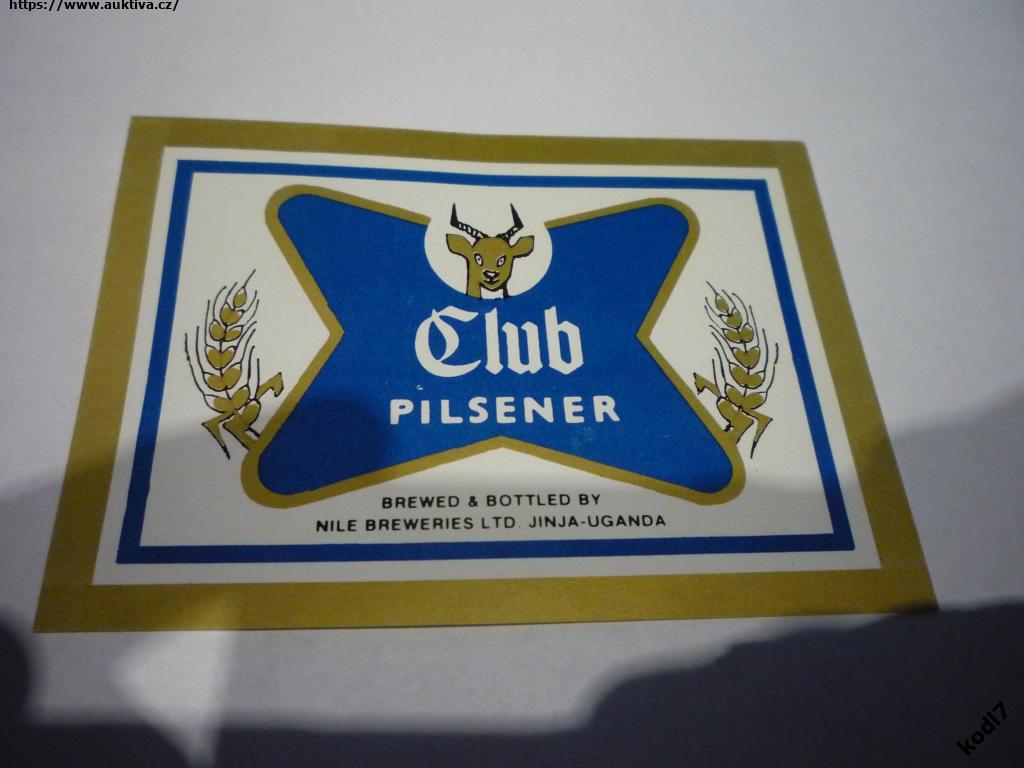 https://www.auktiva.cz/
Club
PILSENER
BREWED & BOTTLED BY
NILE BREWERIES LTD. JINJA-UGANDA
kodl7